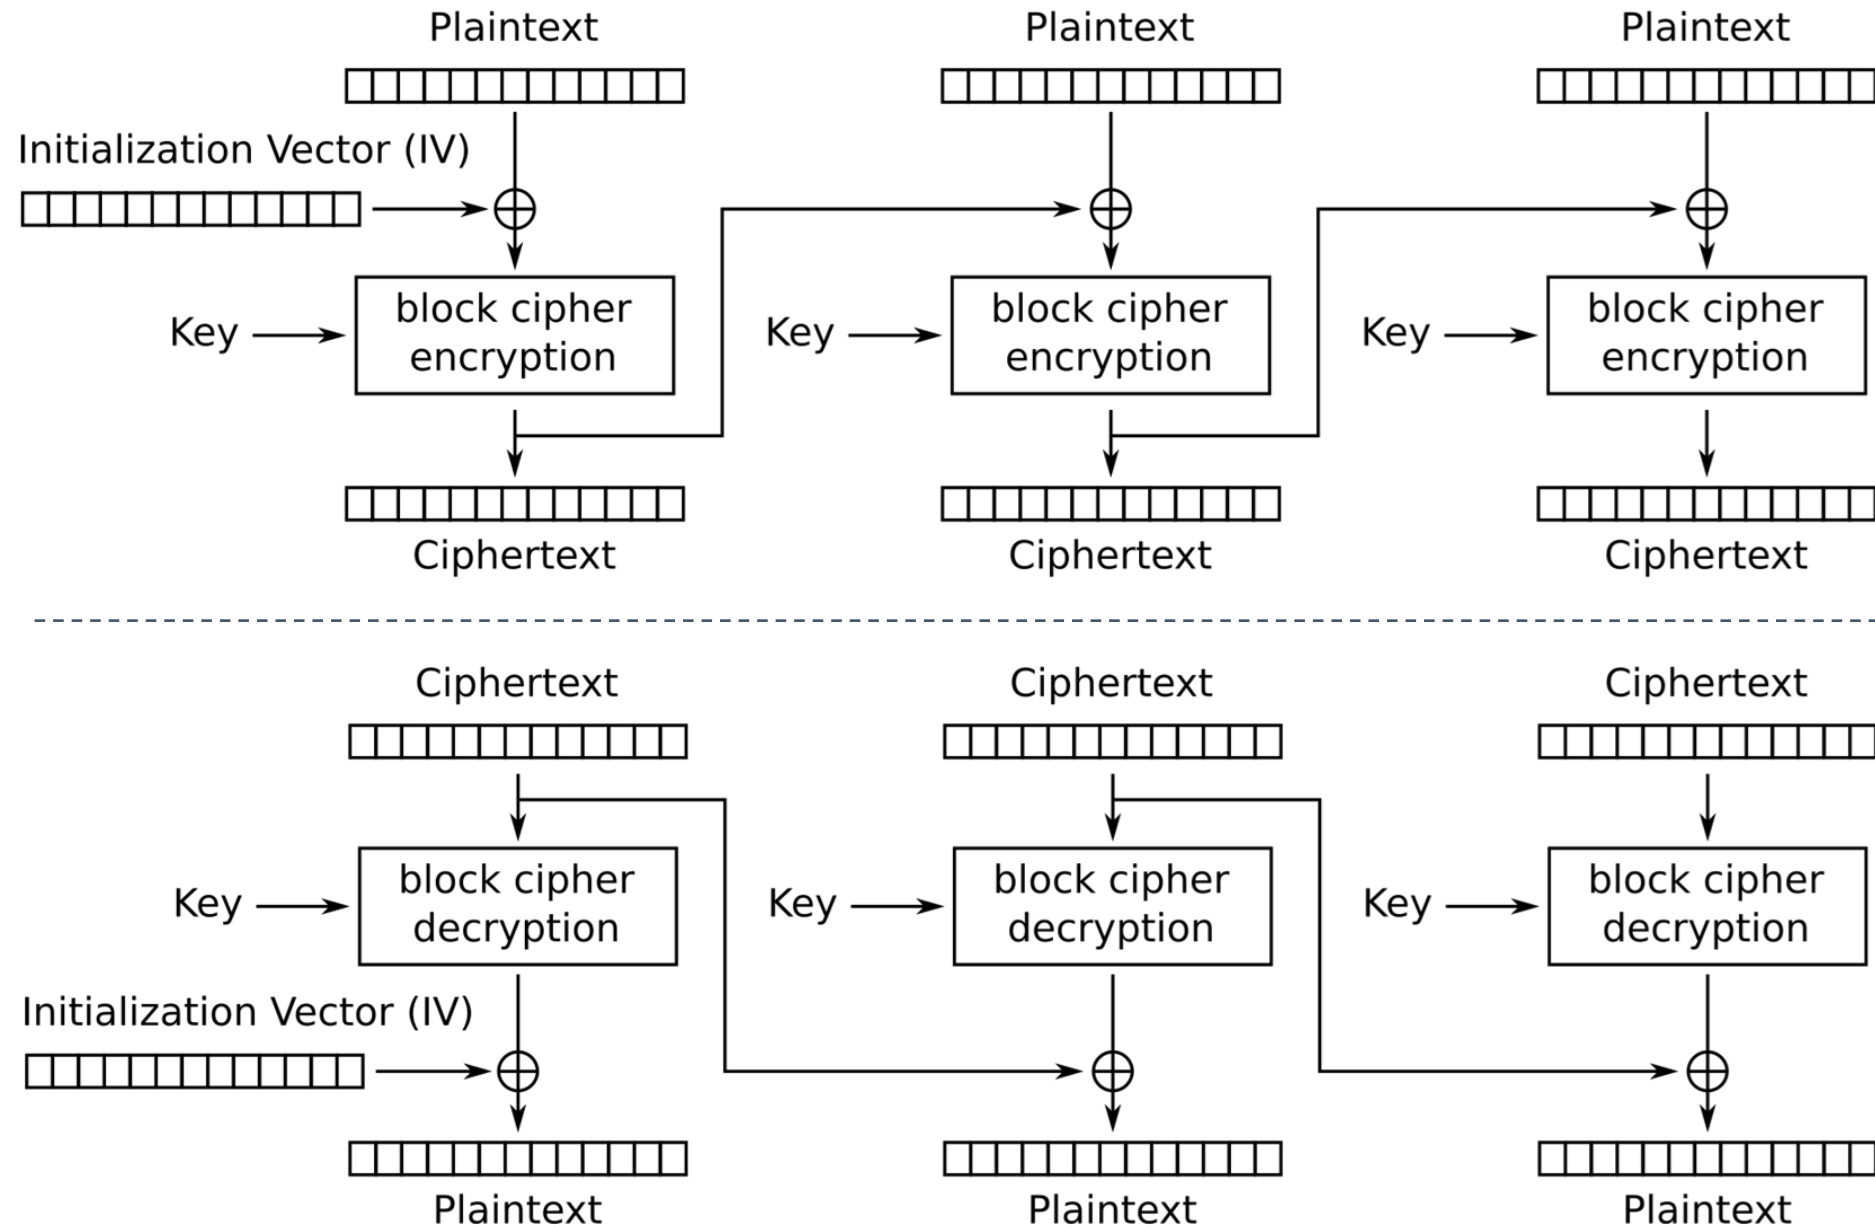 Plaintext
Plaintext
Plaintext
Initialization Vector (IV)
Key
block cipher
encryption
Key
block cipher
encryption
Key
block cipher
encryption
Ciphertext
Ciphertext
Ciphertext
Ciphertext
Ciphertext
Ciphertext
Key
block cipher
decryption
Key
block cipher
decryption
Key
block cipher
decryption
Initialization Vector (IV)
Plaintext
Plaintext
Plaintext